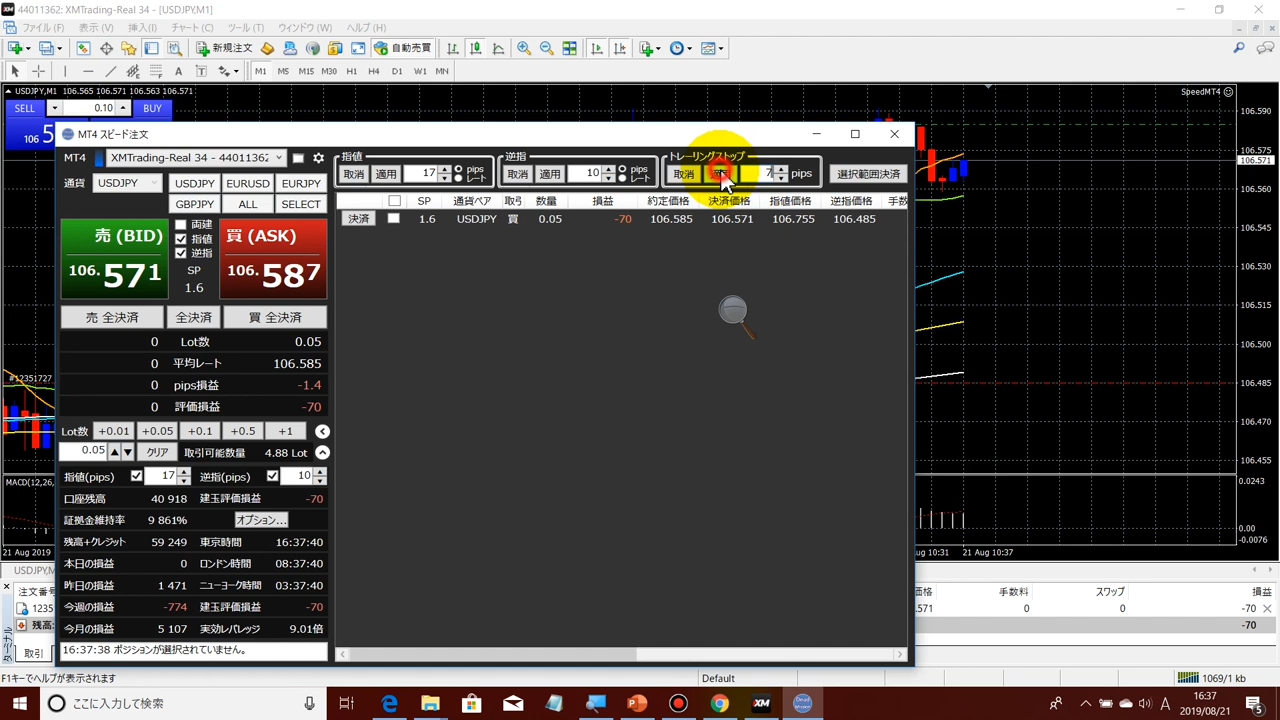 44011362: XMTrading-Real 34 - [USDJPY,M1]
ファイル (F) 表示 (V) 挿入(I) チャート (C) ツール (T) ウィンドウ (W) ヘルプ (H)
新規注文 自動売買
A T M1 M5 M15 M30 H1 H4 D1 W1 MN
USDJPY,M1 106.565 106.571 106.563 106.571
SpeedMT4
SELL 0.10 BUY
106
MT4 スピード注文
MT4 XMTrading-Real 34 - 44011362
通貨 USDJPY
USDJPY EURUSD EURJPY
GBPJPY ALL SELECT
指値
取消 適用 17 pips レート
逆指
取消 適用 10 pips レート
トレーリングストップ
取消 7 pips
選択範囲決済
SP 通貨ペア 取引 数量 損益 約定価格 決済価格 指値価格 逆指価格 手数
決済 1.6 USDJPY 買 0.05 -70 106.585 106.571 106.755 106.485
売 (BID)
106.571
両建
指値
逆指
SP
1.6
買 (ASK)
106.587
売 全決済 全決済 買 全決済
0 Lot数 0.05
0 平均レート 106.585
0 pips損益 -1.4
0 評価損益 -70
Lot数 +0.01 +0.05 +0.1 +0.5 +1
0.05 クリア 取引可能数量 4.88 Lot
指値(pips) 17 逆指(pips) 10
口座残高 40 918 建玉評価損益 -70
証拠金維持率 9 861% オプション...
残高+クレジット 59 249 東京時間 16:37:40
本日の損益 0 ロンドン時間 08:37:40
昨日の損益 1 471 ニューヨーク時間 03:37:40
今週の損益 -774 建玉評価損益 -70
今月の損益 5 107 実効レバレッジ 9.01倍
16:37:38 ポジションが選択されていません。
106.590
106.575
106.571
106.560
106.545
106.530
106.515
106.500
106.485
106.470
106.455
0.0243
0.00
-0.0076
#12351727
MACD(12,26,
21 Aug 2019
Aug 10:31 21 Aug 10:37
USDJPY,M
注文番号 価格 手数料 スワップ 損益
1235 .571 0 0 -70
残高: -70
取引
ターミナル
F1キーでヘルプが表示されます Default 1069/1 kb
ここに入力して検索
A 16:37
2019/08/21
5